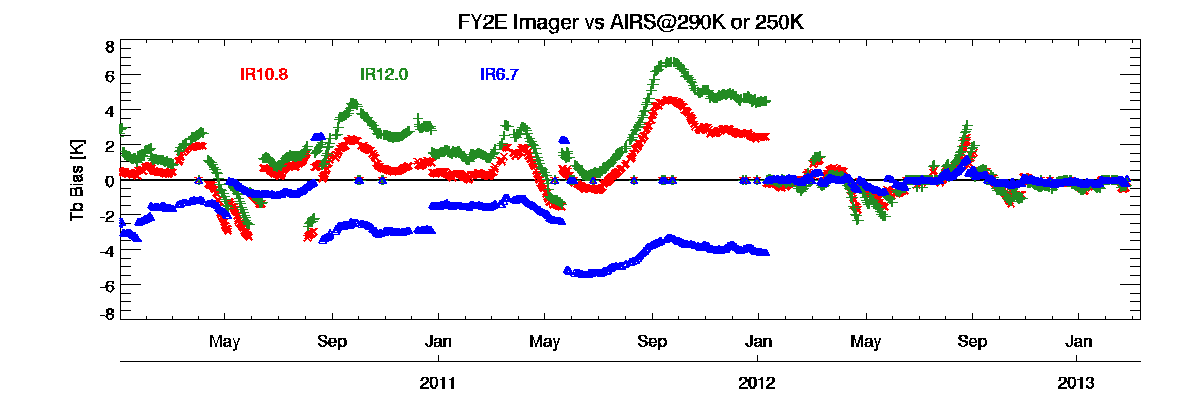 FY2E Imager vs AIRS@290K or 250K
IR10.8 IR12.0 IR6.7
Tb Bias [K]
8
6
4
2
0
-2
-4
-6
-8
May Sep Jan May Sep Jan May Sep Jan
2011 2012 2013